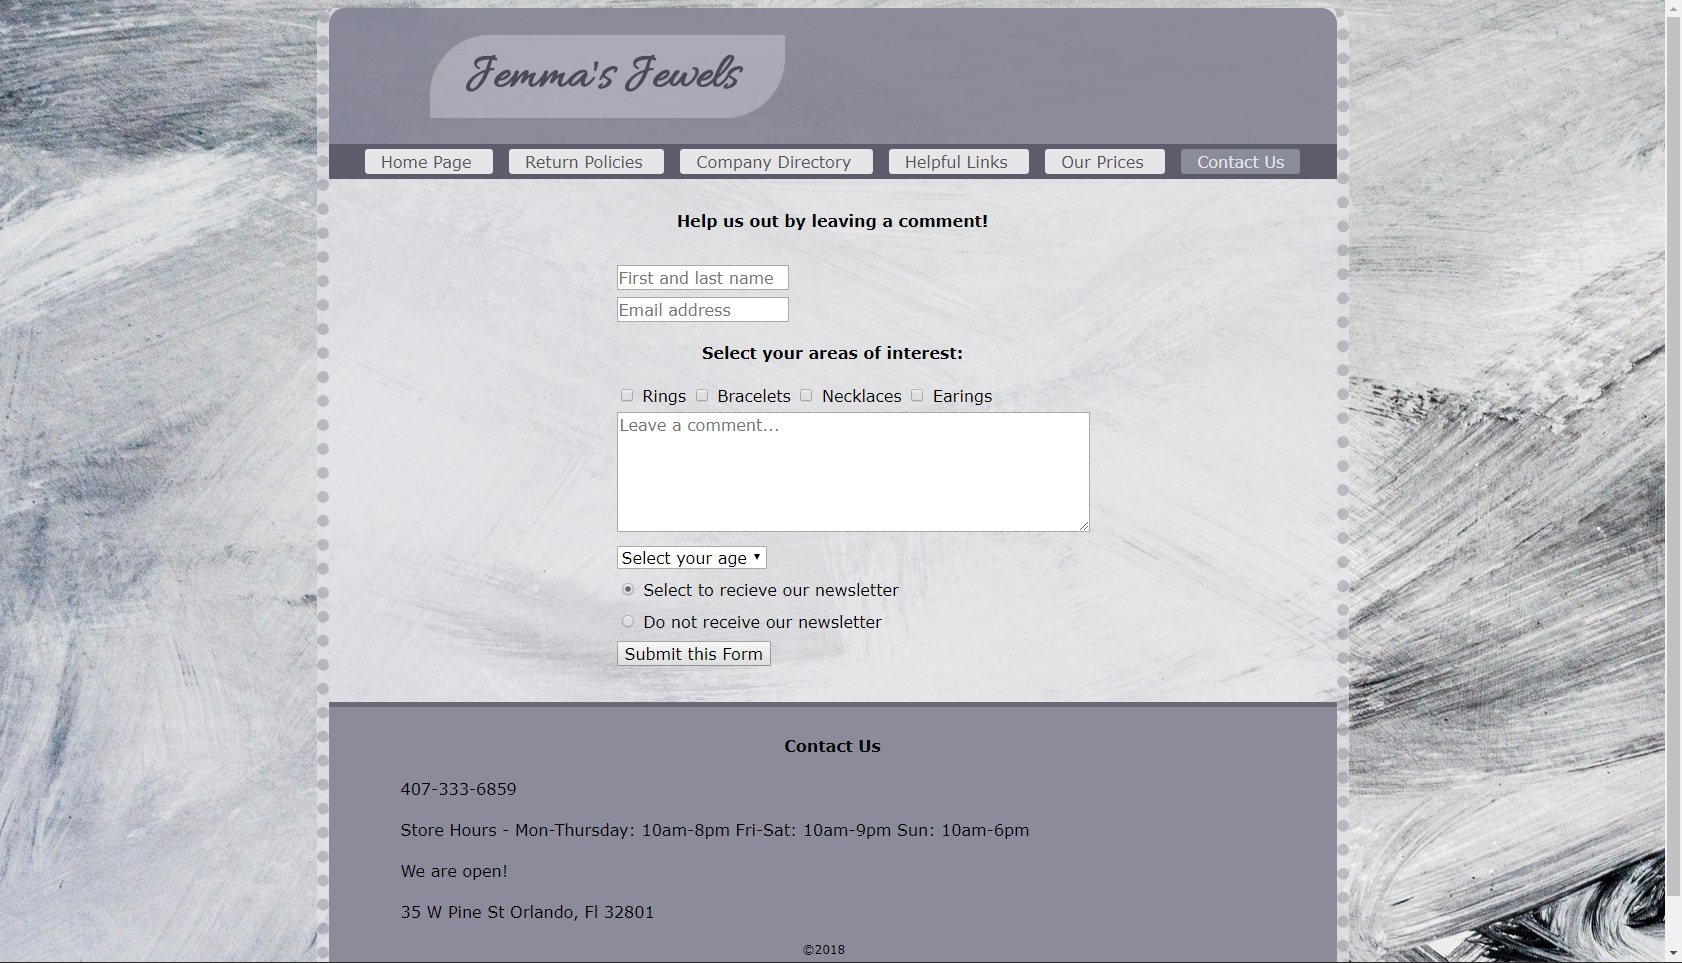 Jemma's Jewels
Home Page Return Policies Company Directory Helpful Links Our Prices Contact Us
Help us out by leaving a comment!
First and last name
Email address
Select your areas of interest:
Rings Bracelets Necklaces Earings
Leave a comment...
Select your age
Select to recieve our newsletter
Do not receive our newsletter
Submit this Form
Contact Us
407-333-6859
Store Hours - Mon-Thursday: 10am-8pm Fri-Sat: 10am-9pm Sun: 10am-6pm
We are open!
35 W Pine St Orlando, Fl 32801
©2018